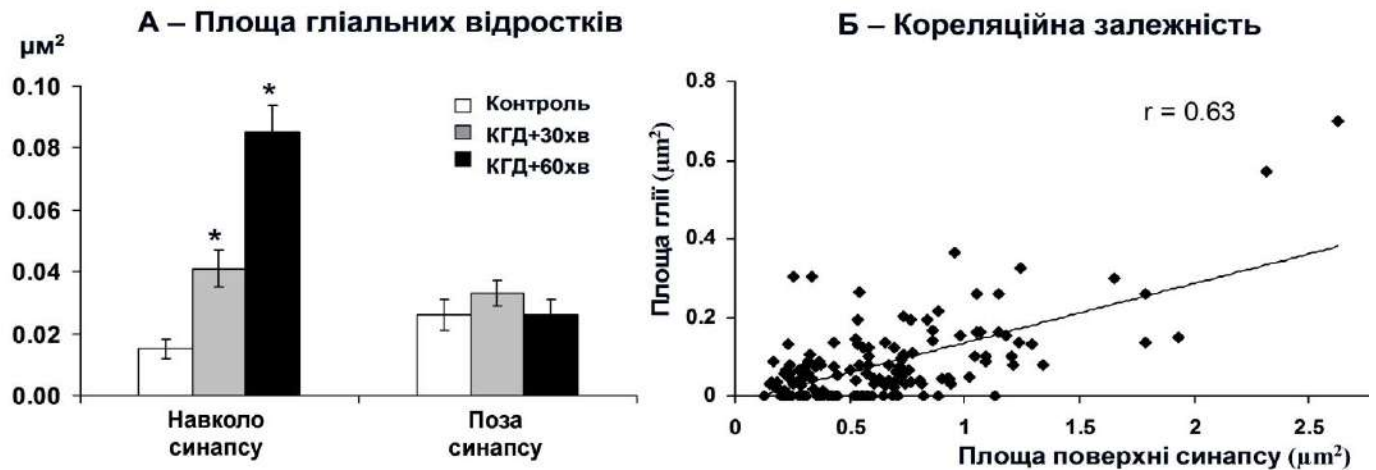 А – Площа гліальних відростків
µм²
0.10
0.08
0.06
0.04
0.02
0.00
*
*
Контроль
КГД+30хв
КГД+60хв
Навколо
синапсу
Поза
синапсу
Б – Кореляційна залежність
r = 0.63
Площа глії (µm²)
0.8
0.6
0.4
0.2
0
0
0.5
1
1.5
2
2.5
Площа поверхні синапсу (µm²)